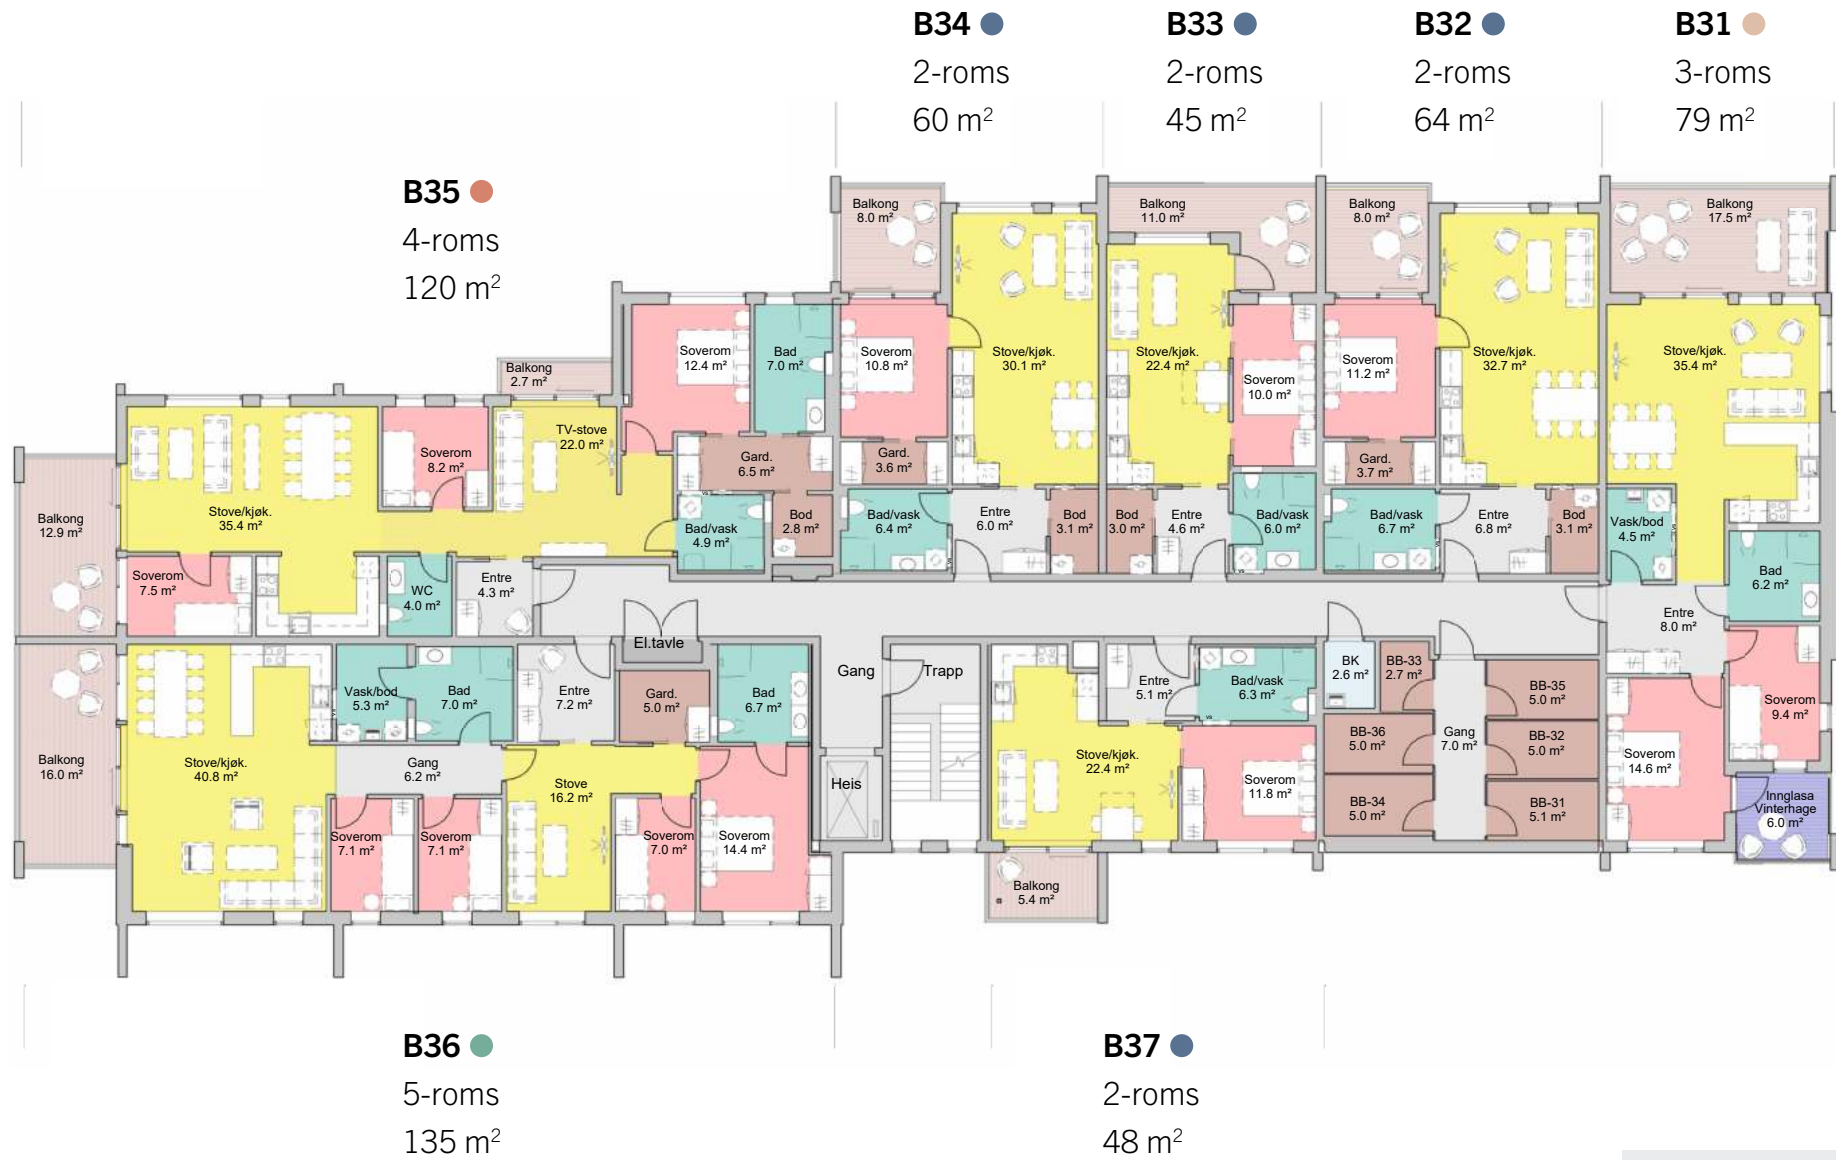 B34
2-roms
60 m²
B33
2-roms
45 m²
B32
2-roms
64 m²
B31
3-roms
79 m²
B35
4-roms
120 m²
Balkong
8.0 m²
Balkong
11.0 m²
Balkong
8.0 m²
Balkong
17.5 m²
Balkong
2.7 m²
Soverom
12.4 m²
Bad
7.0 m²
Soverom
10.8 m²
Stove/kjøk.
30.1 m²
Stove/kjøk.
22.4 m²
Soverom
10.0 m²
Soverom
11.2 m²
Stove/kjøk.
32.7 m²
Stove/kjøk.
35.4 m²
TV-stove
22.0 m²
Soverom
8.2 m²
Gard.
6.5 m²
Gard.
3.6 m²
Gard.
3.7 m²
Balkong
12.9 m²
Stove/kjøk.
35.4 m²
Bad/vask
4.9 m²
Bod
2.8 m²
Bad/vask
6.4 m²
Entre
6.0 m²
Bod
3.1 m²
Bod
3.0 m²
Entre
4.6 m²
Bad/vask
6.0 m²
Bad/vask
6.7 m²
Entre
6.8 m²
Bod
3.1 m²
Vask/bod
4.5 m²
Bad
6.2 m²
Soverom
7.5 m²
WC
4.0 m²
Entre
4.3 m²
Entre
8.0 m²
El.tavle
Gang
Trapp
Heis
Vask/bod
5.3 m²
Bad
7.0 m²
Entre
7.2 m²
Gard.
5.0 m²
Bad
6.7 m²
Entre
5.1 m²
Bad/vask
6.3 m²
BK
2.6 m²
BB-33
2.7 m²
BB-35
5.0 m²
BB-36
5.0 m²
Gang
7.0 m²
BB-32
5.0 m²
BB-34
5.0 m²
BB-31
5.1 m²
Soverom
9.4 m²
Soverom
14.6 m²
Innglasa
Vinterhage
6.0 m²
Balkong
16.0 m²
Stove/kjøk.
40.8 m²
Gang
6.2 m²
Stove
16.2 m²
Stove/kjøk.
22.4 m²
Soverom
11.8 m²
Soverom
7.1 m²
Soverom
7.1 m²
Soverom
7.0 m²
Soverom
14.4 m²
Balkong
5.4 m²
B36
5-roms
135 m²
B37
2-roms
48 m²